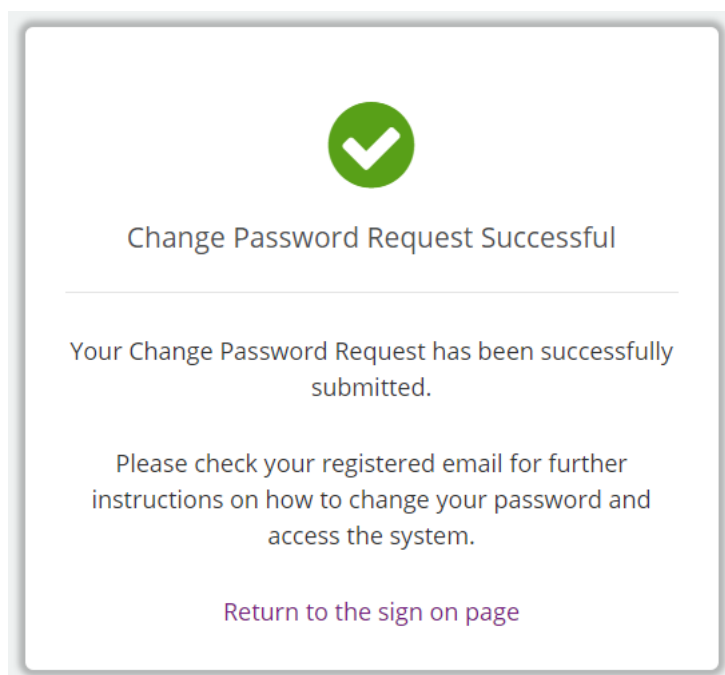 Change Password Request Successful
Your Change Password Request has been successfully
submitted.
Please check your registered email for further
instructions on how to change your password and
access the system.
Return to the sign on page